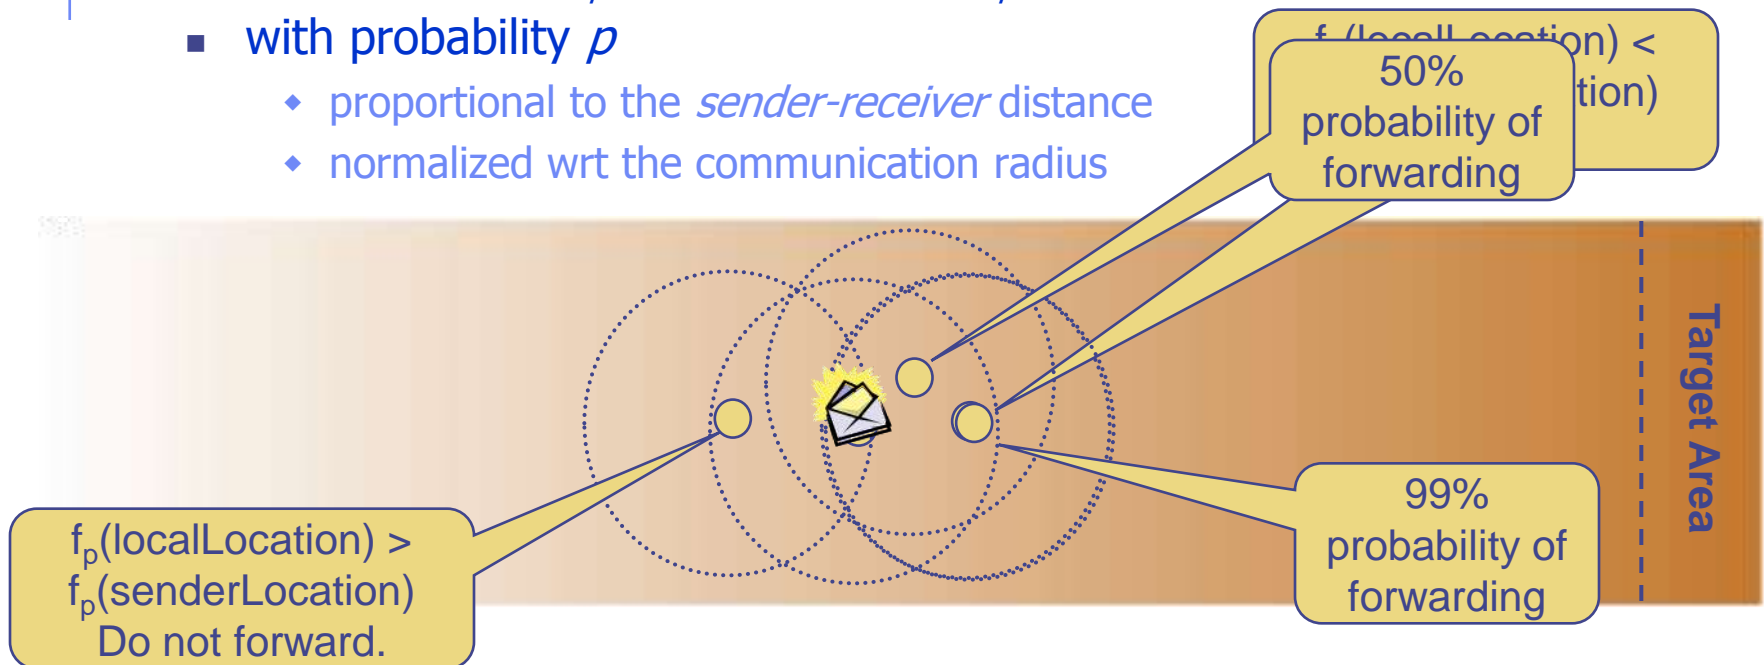 with probability p
proportional to the sender-receiver distance
normalized wrt the communication radius
(localLocation) <
tion)
50%
probability of
forwarding
Target Area
99%
probability of
forwarding
fp(localLocation) >
fp(senderLocation)
Do not forward.